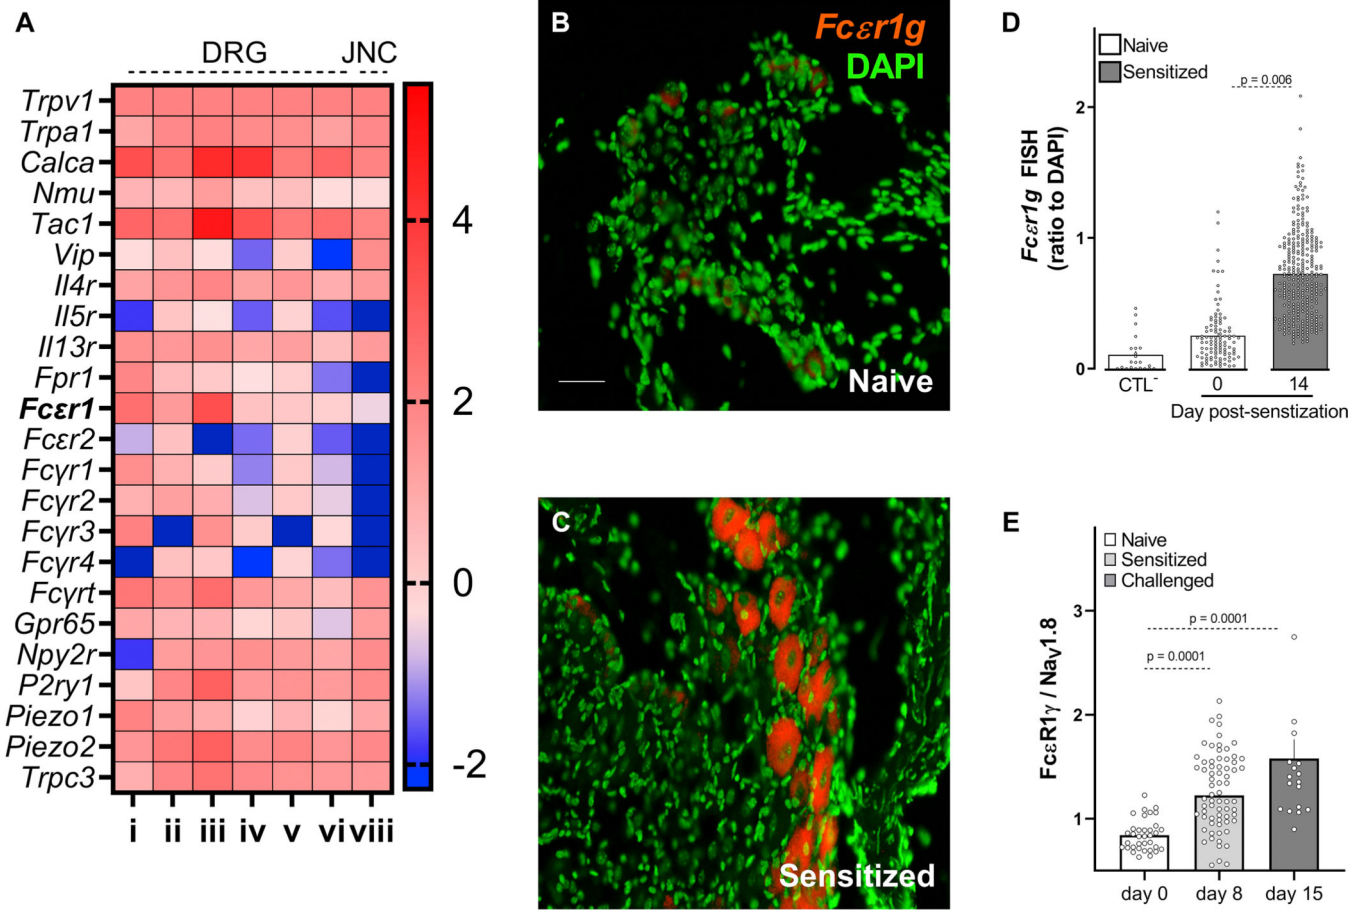 A
DRG JNC
Trpv1
Trpa1
Calca
Nmu
Tac1
Vip
Il4r
Il5r
Il13r
Fpr1
Fcεr1
Fcεr2
Fcγr1
Fcγr2
Fcγr3
Fcγr4
Fcγrt
Gpr65
Npy2r
P2ry1
Piezo1
Piezo2
Trpc3
i ii iii iv v vi viii
4
2
0
-2
B
Fcεr1g
DAPI
Naive
C
Sensitized
D
Naive
Sensitized
p = 0.006
Fcεr1g FISH
(ratio to DAPI)
2
1
0
CTL⁻ 0 14
Day post-senstization
E
Naive
Sensitized
Challenged
p = 0.0001
p = 0.0001
FcεR1γ / Naᵥ1.8
3
2
1
day 0 day 8 day 15